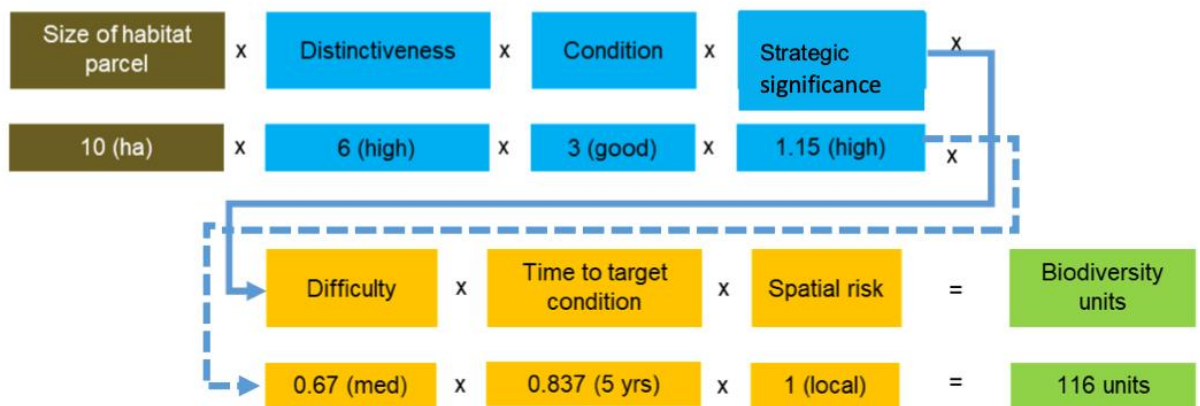 Size of habitat
parcel
x
Distinctiveness
x
Condition
x
Strategic
significance
x
10 (ha)
x
6 (high)
x
3 (good)
x
1.15 (high)
x
Difficulty
x
Time to target
condition
x
Spatial risk
=
Biodiversity
units
0.67 (med)
x
0.837 (5 yrs)
x
1 (local)
=
116 units